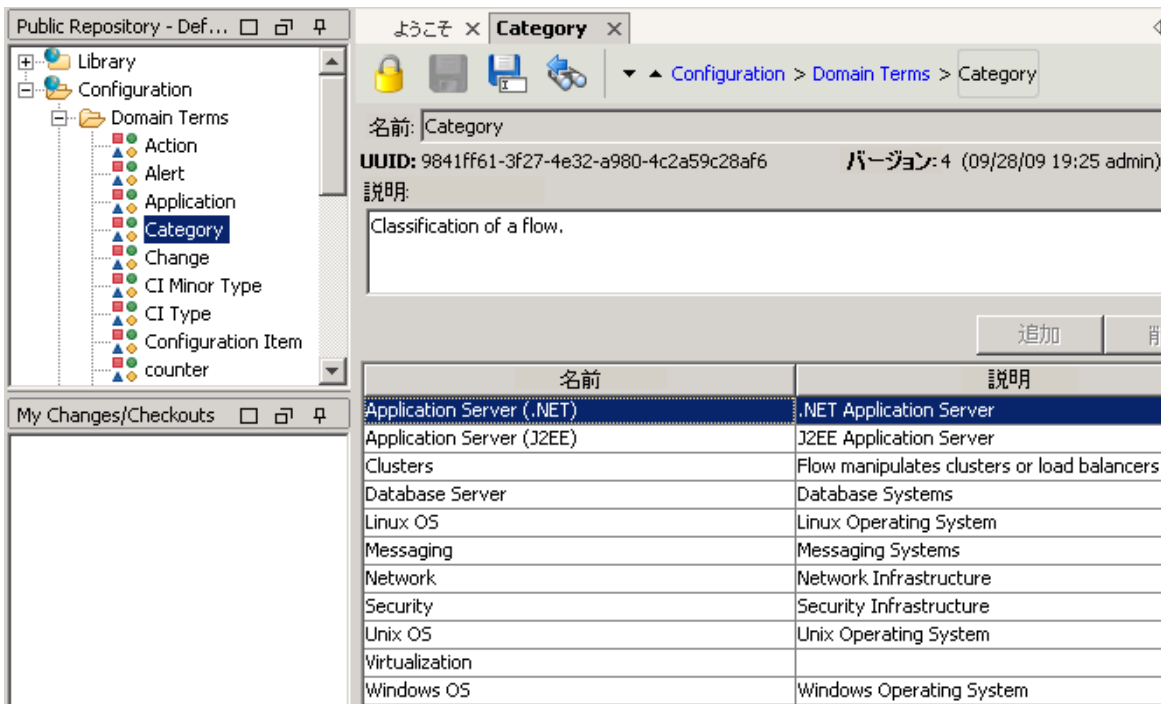 Public Repository - Def...
Library
Configuration
Domain Terms
Action
Alert
Application
Category
Change
CI Minor Type
CI Type
Configuration Item
counter
My Changes/Checkouts
ようこそ Category
Configuration > Domain Terms > Category
名前: Category
UUID: 9841ff61-3f27-4e32-a980-4c2a59c28af6 バージョン: 4 (09/28/09 19:25 admin)
説明:
Classification of a flow.
追加
名前 説明
Application Server (.NET) .NET Application Server
Application Server (J2EE) J2EE Application Server
Clusters Flow manipulates clusters or load balancers
Database Server Database Systems
Linux OS Linux Operating System
Messaging Messaging Systems
Network Network Infrastructure
Security Security Infrastructure
Unix OS Unix Operating System
Virtualization
Windows OS Windows Operating System